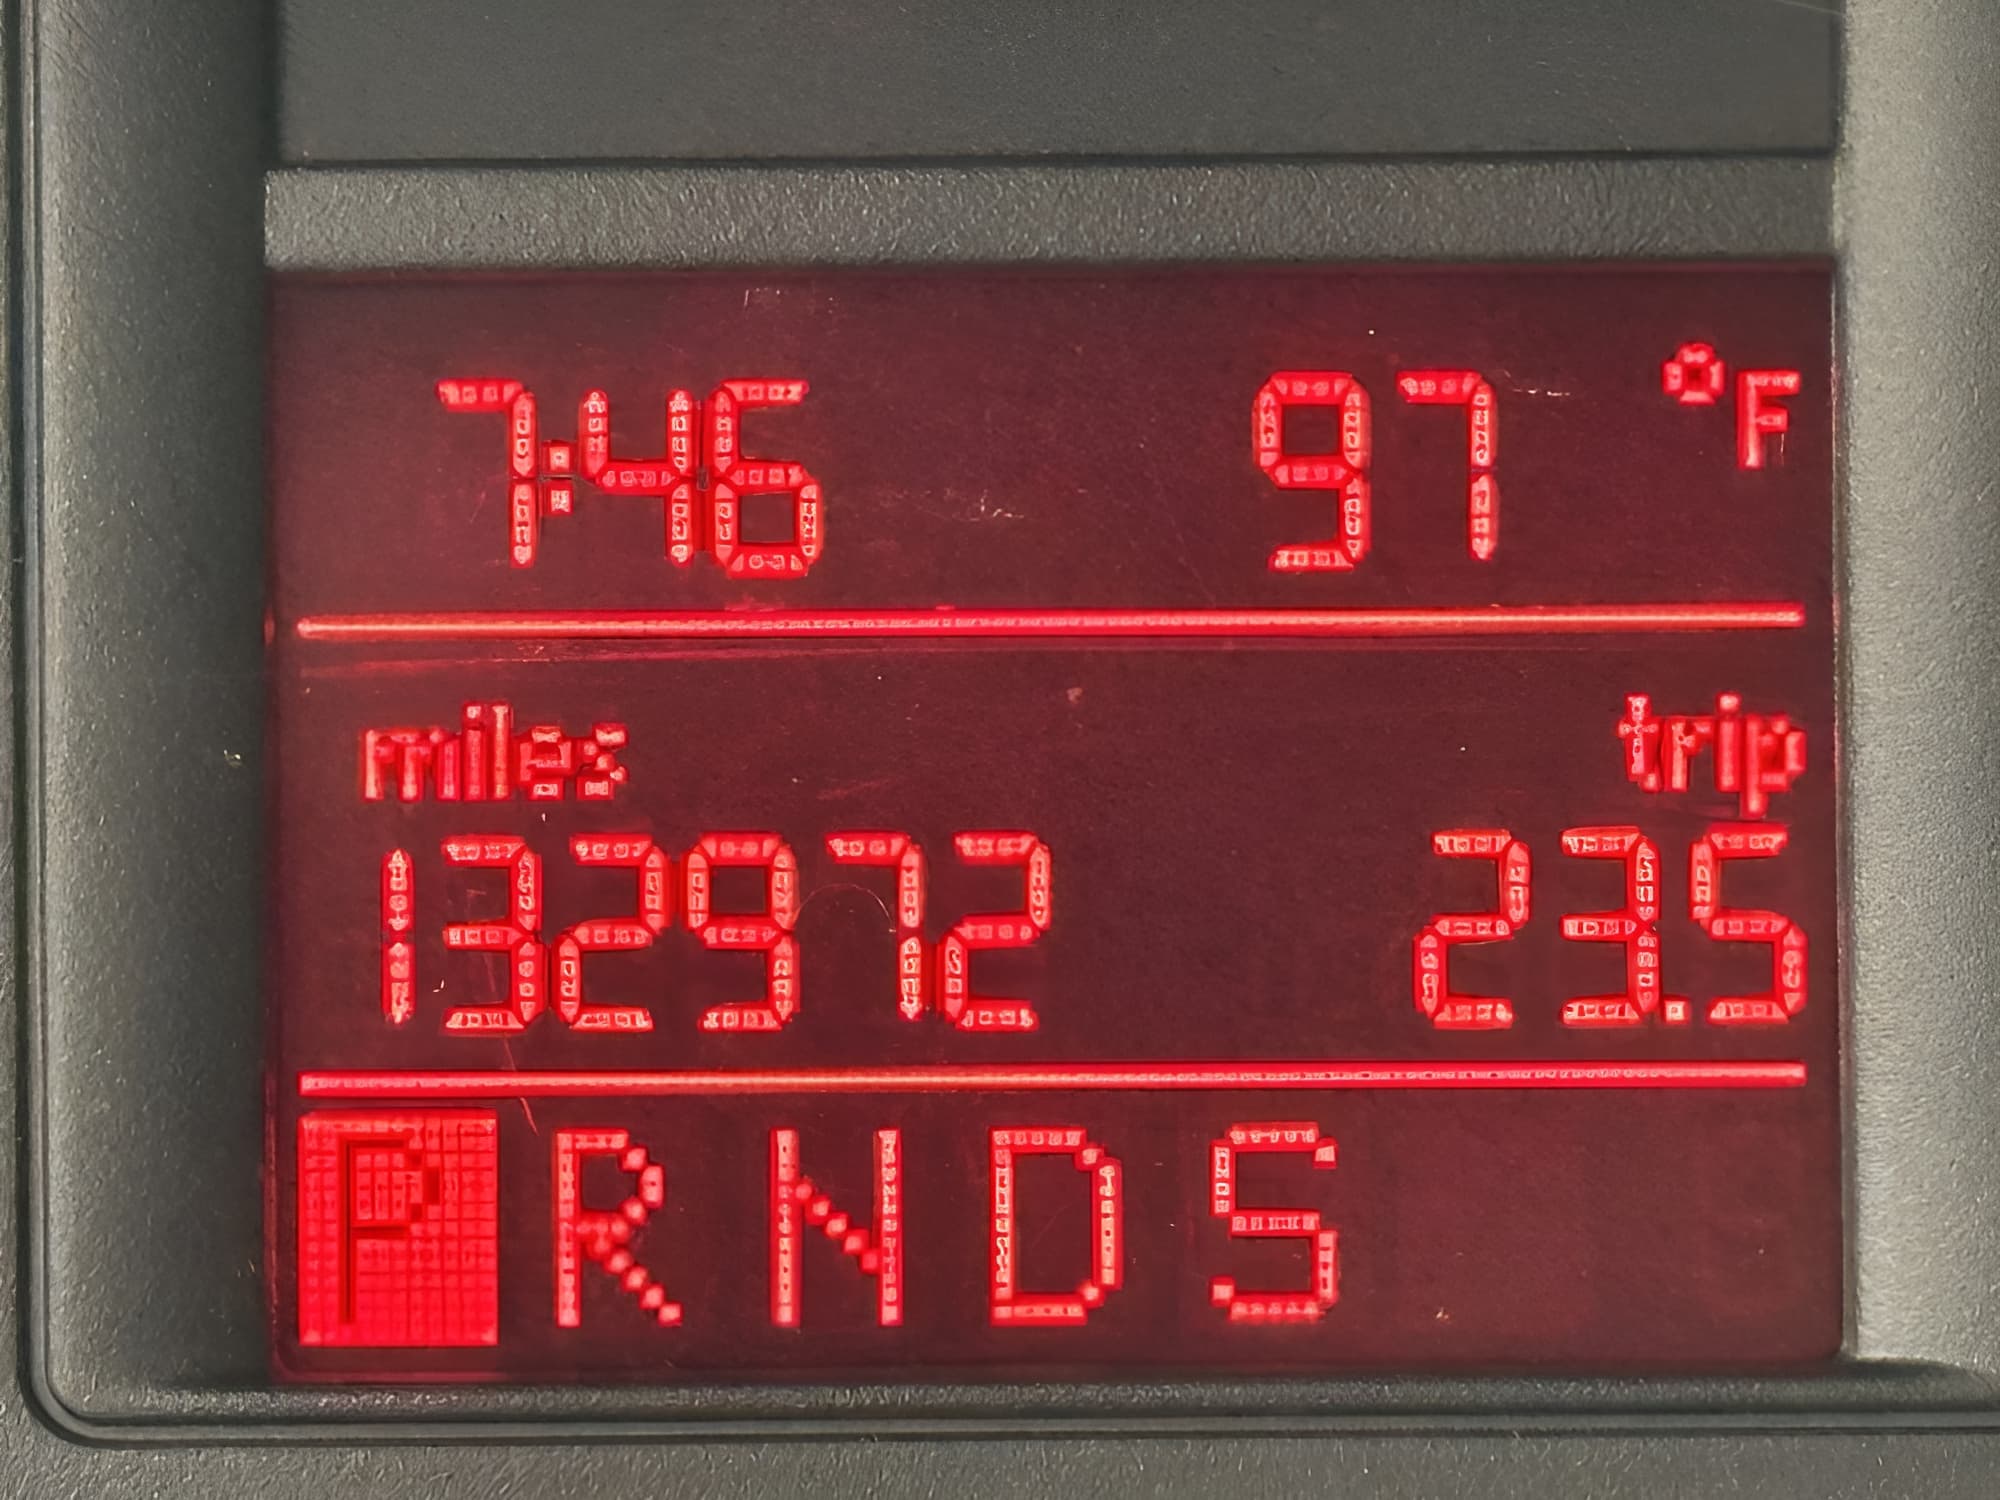 7:46 97 °F
miles trip
132972 23.5
P R N D S